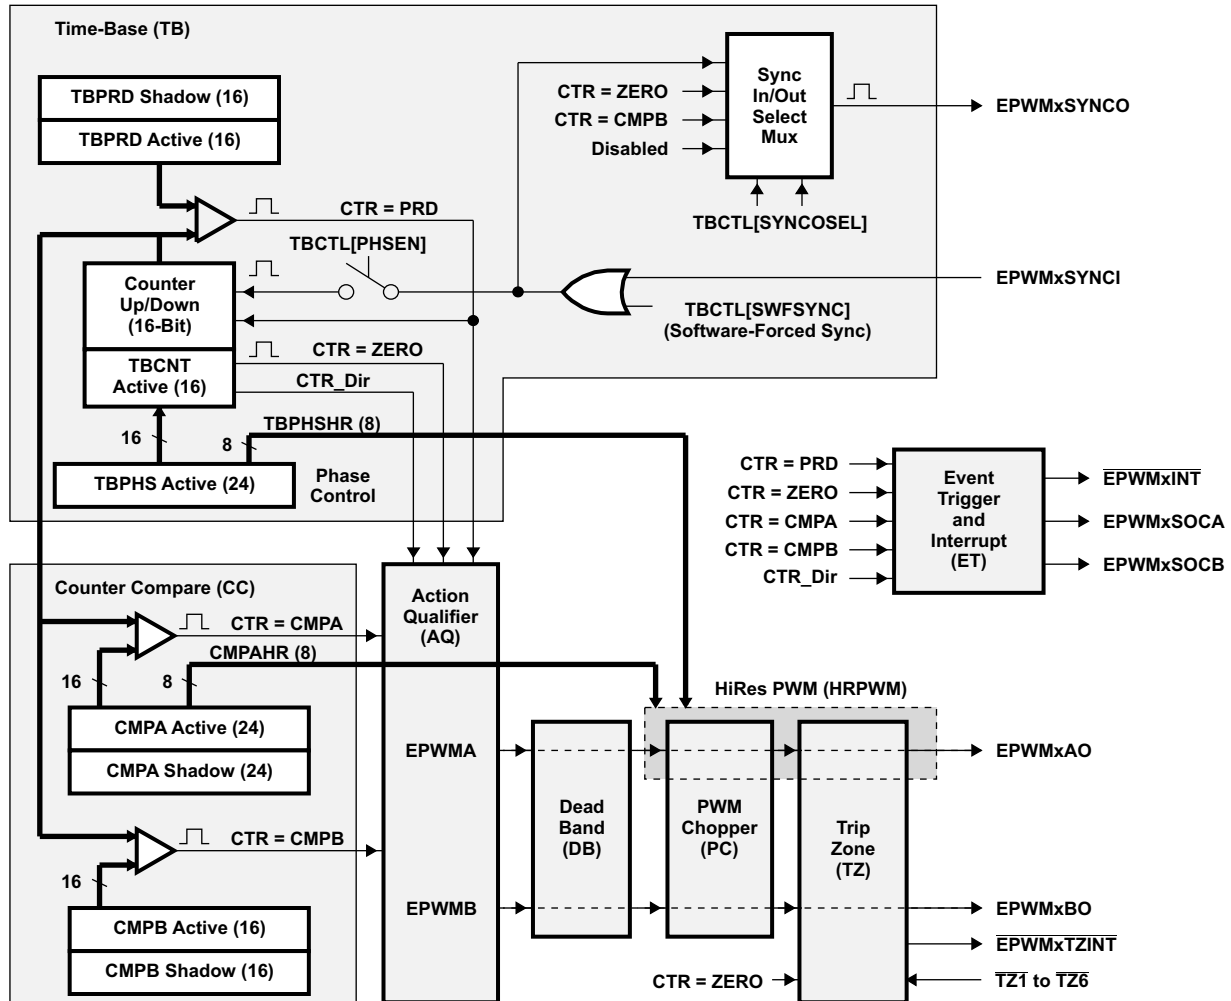 Time-Base (TB)
TBPRD Shadow (16)
TBPRD Active (16)
CTR = PRD
TBCTL[PHSEN]
Counter
Up/Down
(16-Bit)
TBCNT
Active (16)
CTR = ZERO
CTR_Dir
16
8
TBPHSHR (8)
TBPHS Active (24)
Phase
Control
CTR = ZERO
CTR = CMPB
Disabled
Sync
In/Out
Select
Mux
TBCTL[SYNCOSEL]
EPWMxSYNCO
EPWMxSYNCI
TBCTL[SWFSYNC]
(Software-Forced Sync)
CTR = PRD
CTR = ZERO
CTR = CMPA
CTR = CMPB
CTR_Dir
Event
Trigger
and
Interrupt
(ET)
EPWMxINT
EPWMxSOCA
EPWMxSOCB
Counter Compare (CC)
CTR = CMPA
16
8
CMPAHR (8)
CMPA Active (24)
CMPA Shadow (24)
CTR = CMPB
16
CMPB Active (16)
CMPB Shadow (16)
Action
Qualifier
(AQ)
EPWMA
EPWMB
Dead
Band
(DB)
HiRes PWM (HRPWM)
PWM
Chopper
(PC)
Trip
Zone
(TZ)
CTR = ZERO
EPWMxAO
EPWMxBO
EPWMxTZINT
TZ1 to TZ6